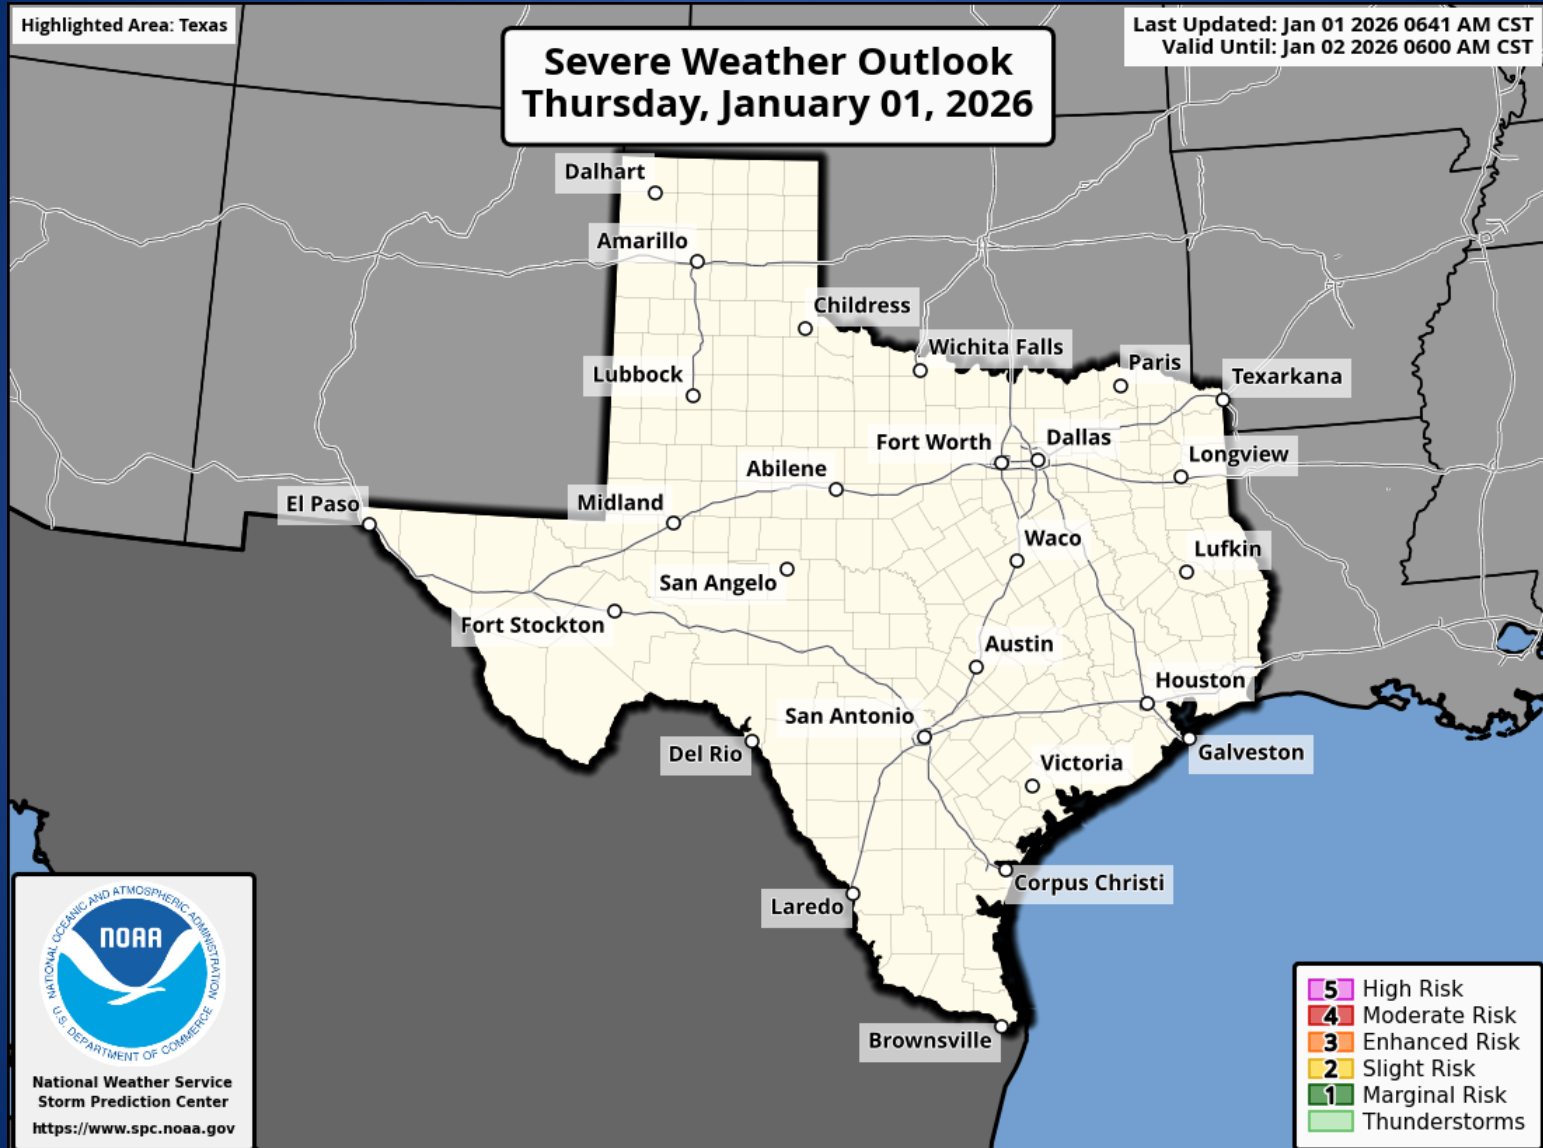 Highlighted Area: Texas
Severe Weather Outlook
Thursday, January 01, 2026
Last Updated: Jan 01 2026 0641 AM CST
Valid Until: Jan 02 2026 0600 AM CST
Dalhart
Amarillo
Childress
Wichita Falls
Paris
Texarkana
Lubbock
Fort Worth
Dallas
Longview
Abilene
Midland
El Paso
Waco
Lufkin
San Angelo
Fort Stockton
Austin
Houston
San Antonio
Del Rio
Galveston
Victoria
Corpus Christi
Laredo
Brownsville
NATIONAL OCEANIC AND ATMOSPHERIC ADMINISTRATION
NOAA
U.S. DEPARTMENT OF COMMERCE
National Weather Service
Storm Prediction Center
https://www.spc.noaa.gov
5 High Risk
4 Moderate Risk
3 Enhanced Risk
2 Slight Risk
1 Marginal Risk
Thunderstorms